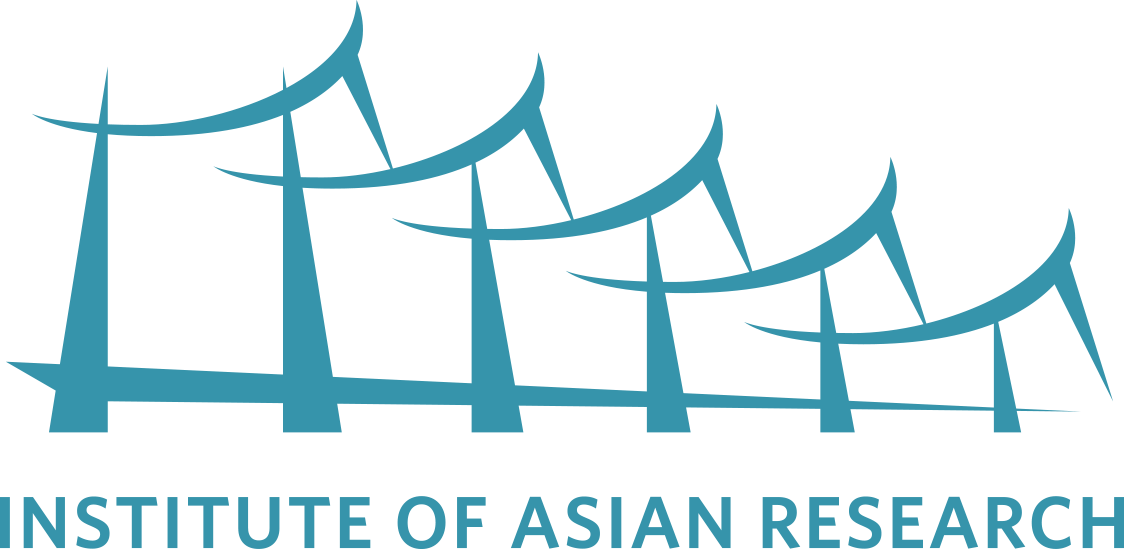 INSTITUTE OF ASIAN RESEARCH